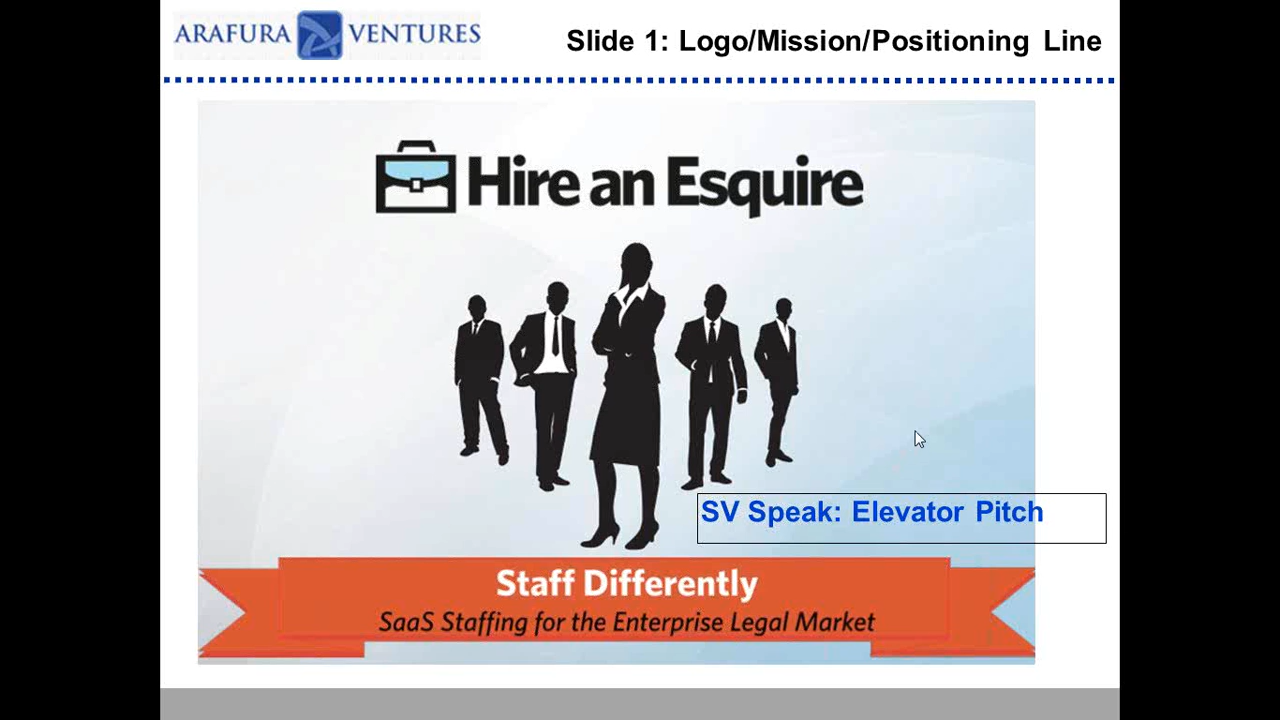 ARAFURA VENTURES
Slide 1: Logo/Mission/Positioning Line
Hire an Esquire
SV Speak: Elevator Pitch
Staff Differently
SaaS Staffing for the Enterprise Legal Market